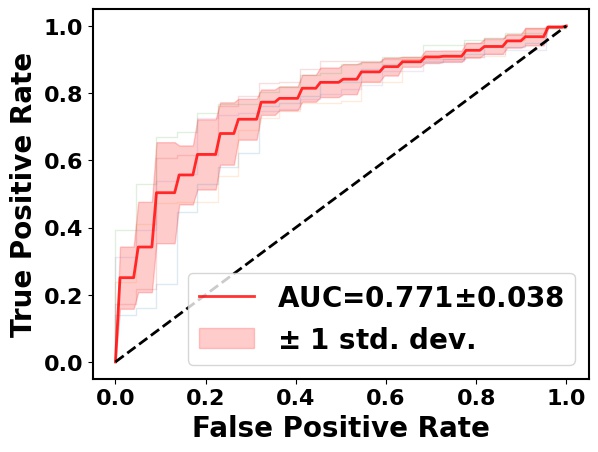 1.0
0.8
0.6
0.4
0.2
0.0
True Positive Rate
AUC=0.771±0.038
± 1 std. dev.
0.0 0.2 0.4 0.6 0.8 1.0
False Positive Rate